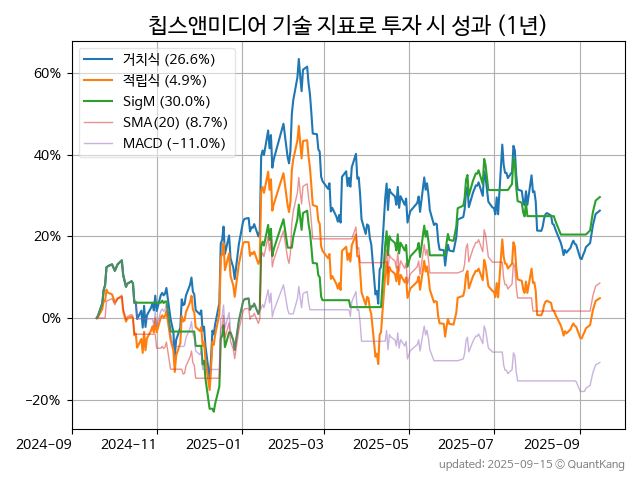 칩스앤미디어 기술 지표로 투자 시 성과 (1년)
거치식 (26.6%)
적립식 (4.9%)
SigM (30.0%)
SMA(20) (8.7%)
MACD (−11.0%)
60%
40%
20%
0%
−20%
2024-09
2024-11
2025-01
2025-03
2025-05
2025-07
2025-09
updated: 2025-09-15 ⓒ QuantKang